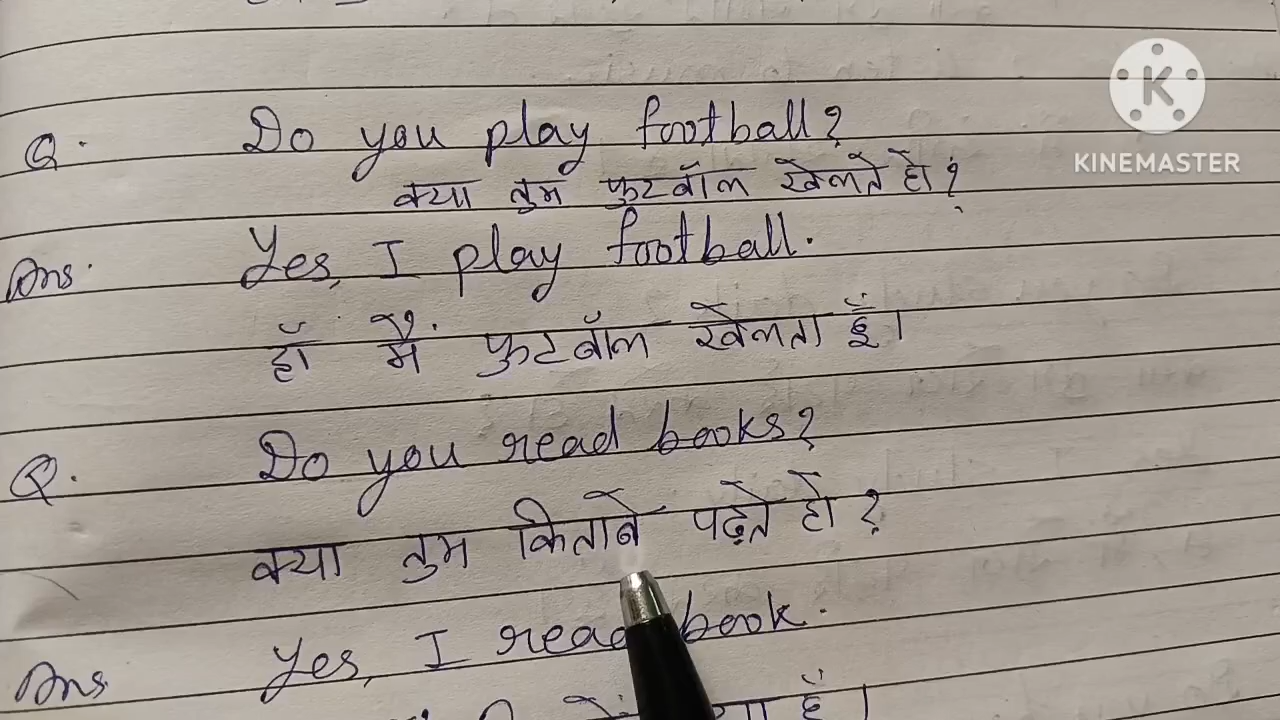 Q. Do you play football?
क्या तुम फुटबॉल खेलते हो?
Ans. Yes, I play football.
हाँ मैं फुटबॉल खेलता हूँ।
Q. Do you read books?
क्या तुम किताबे पढ़ते हो?
Ans Yes, I read book.
हूँ।
KINEMASTER